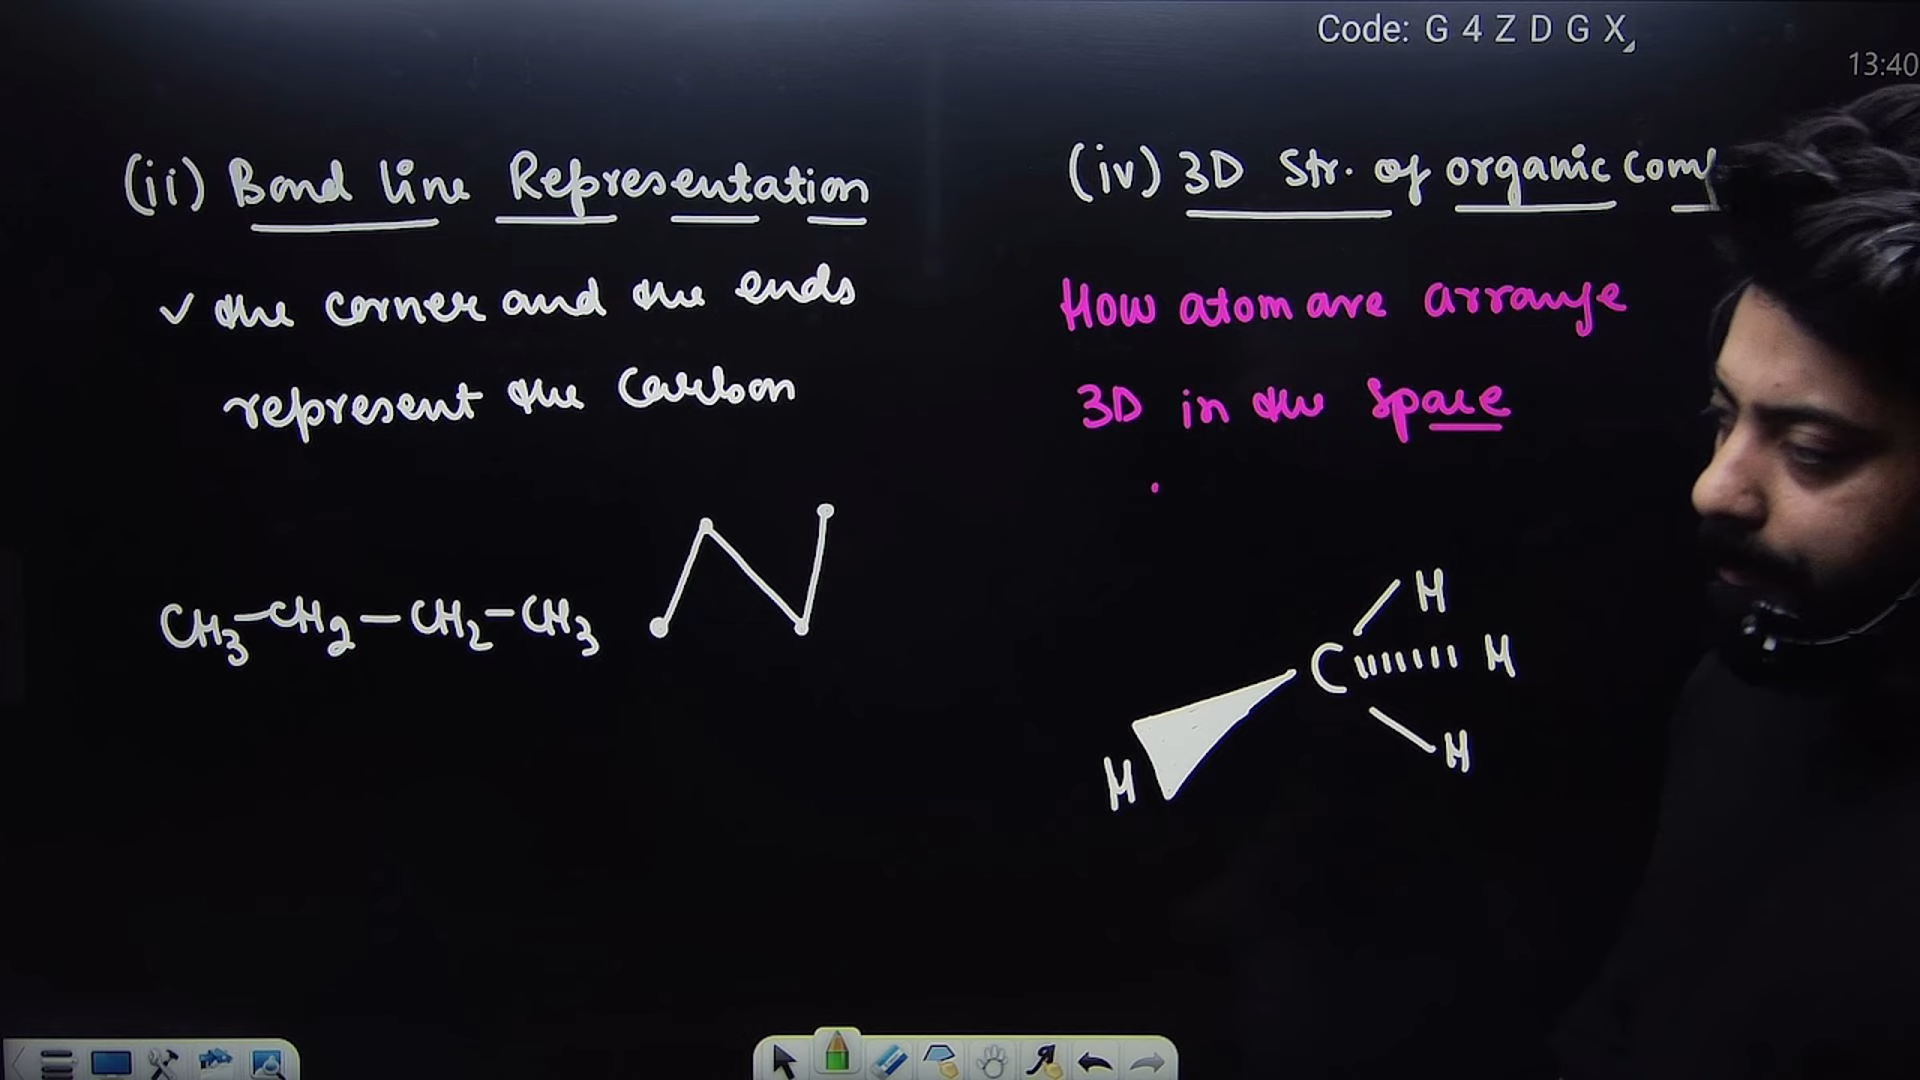 Code: G 4 Z D G X
13:40
(ii) Bond line Representation
✓ the corner and the ends
represent the Carbon
CH3-CH2-CH2-CH3
(iv) 3D Str. of organic Comp
How atom are arrange
3D in the space
H
C H
H
H